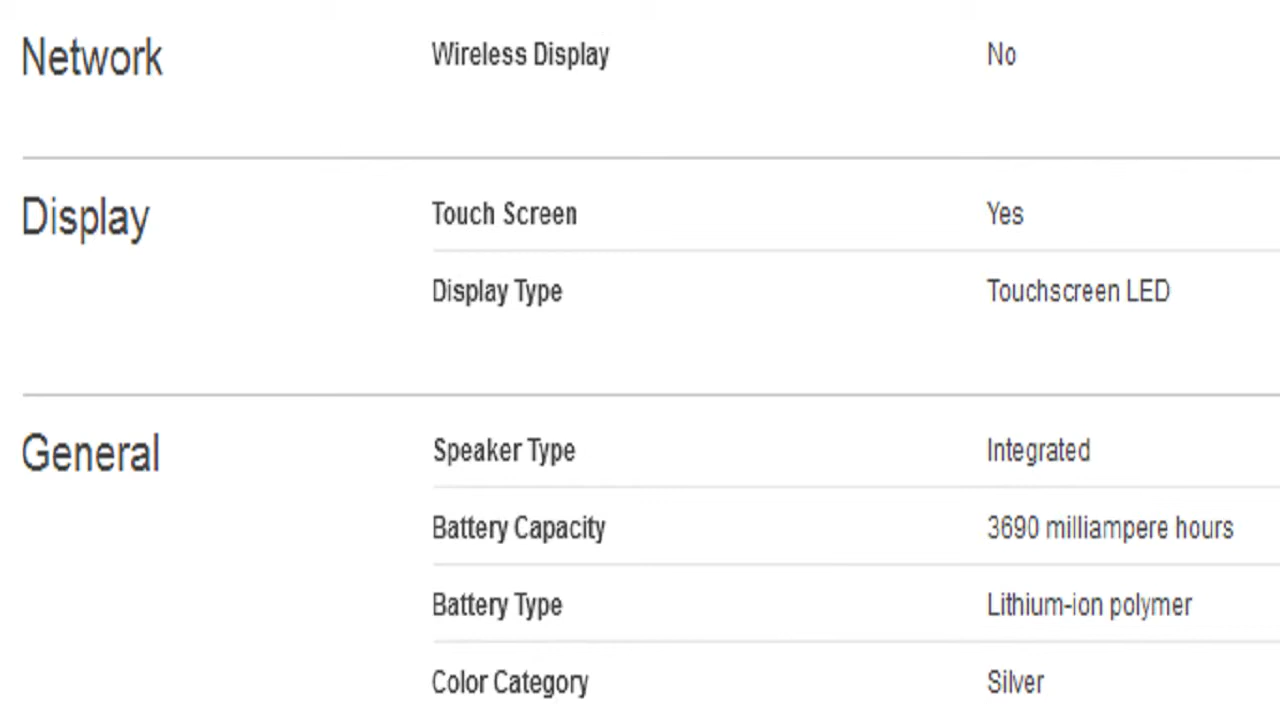 Network Wireless Display No
Display Touch Screen Yes
Display Type Touchscreen LED
General Speaker Type Integrated
Battery Capacity 3690 milliampere hours
Battery Type Lithium-ion polymer
Color Category Silver